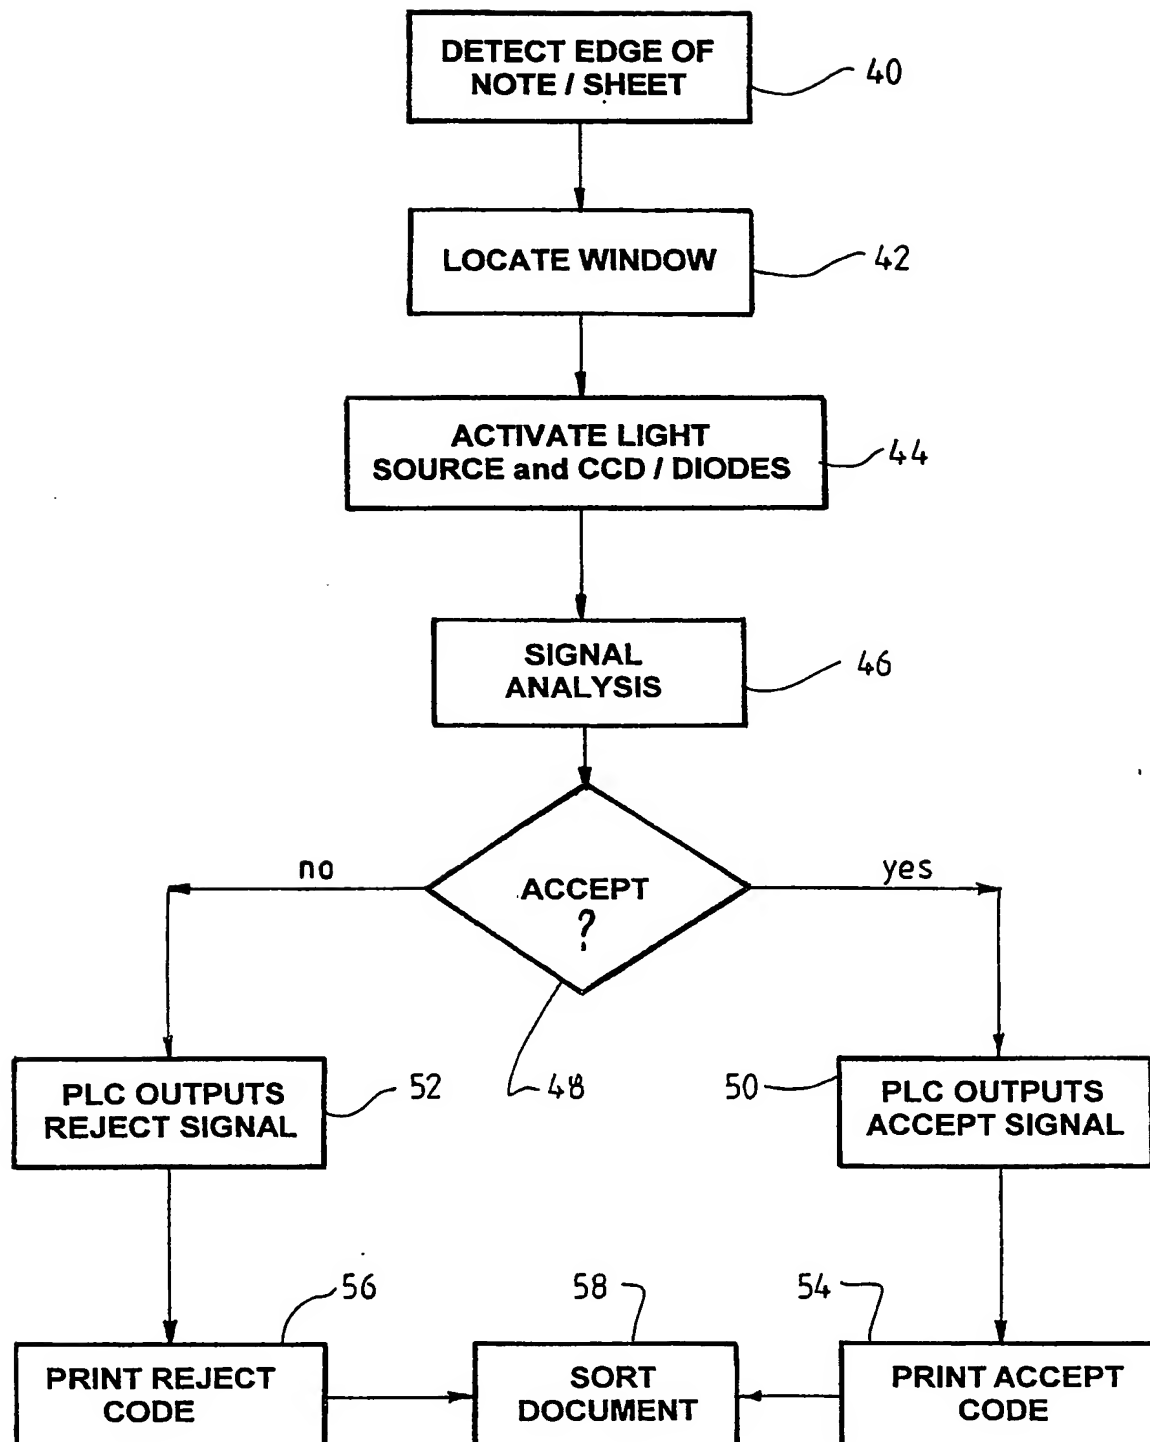 DETECT EDGE OF
NOTE / SHEET
40
LOCATE WINDOW
42
ACTIVATE LIGHT
SOURCE and CCD / DIODES
44
SIGNAL
ANALYSIS
46
no
yes
ACCEPT
?
48
PLC OUTPUTS
REJECT SIGNAL
52
50
PLC OUTPUTS
ACCEPT SIGNAL
56
58
54
PRINT REJECT
CODE
SORT
DOCUMENT
PRINT ACCEPT
CODE